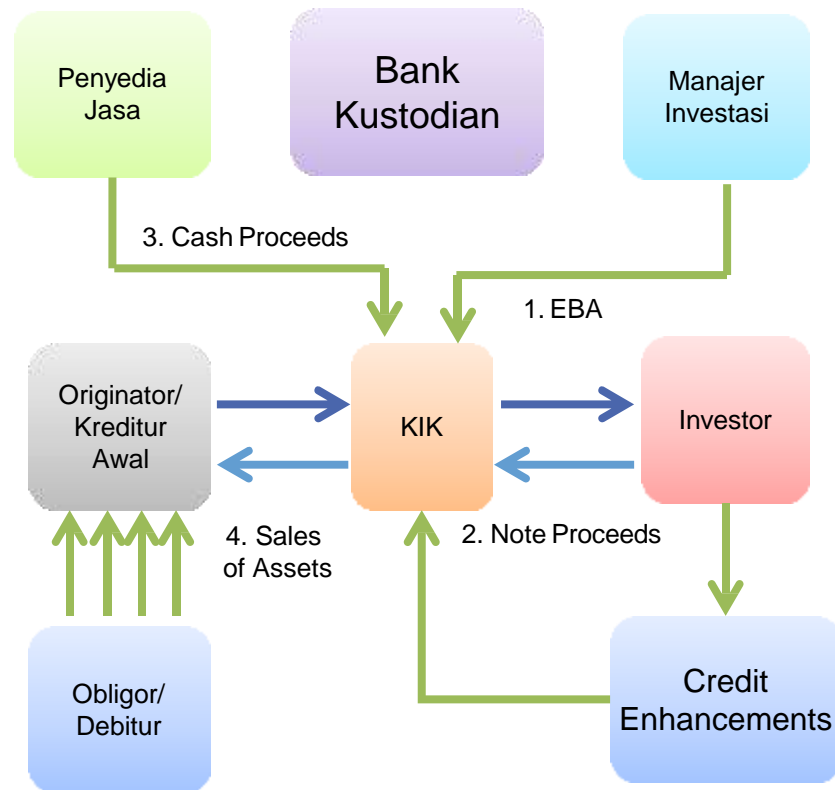 Penyedia
Jasa
Bank
Kustodian
Manajer
Investasi
3. Cash Proceeds
1. EBA
Originator/
Kreditur
Awal
KIK
Investor
4. Sales
of Assets
2. Note Proceeds
Obligor/
Debitur
Credit
Enhancements